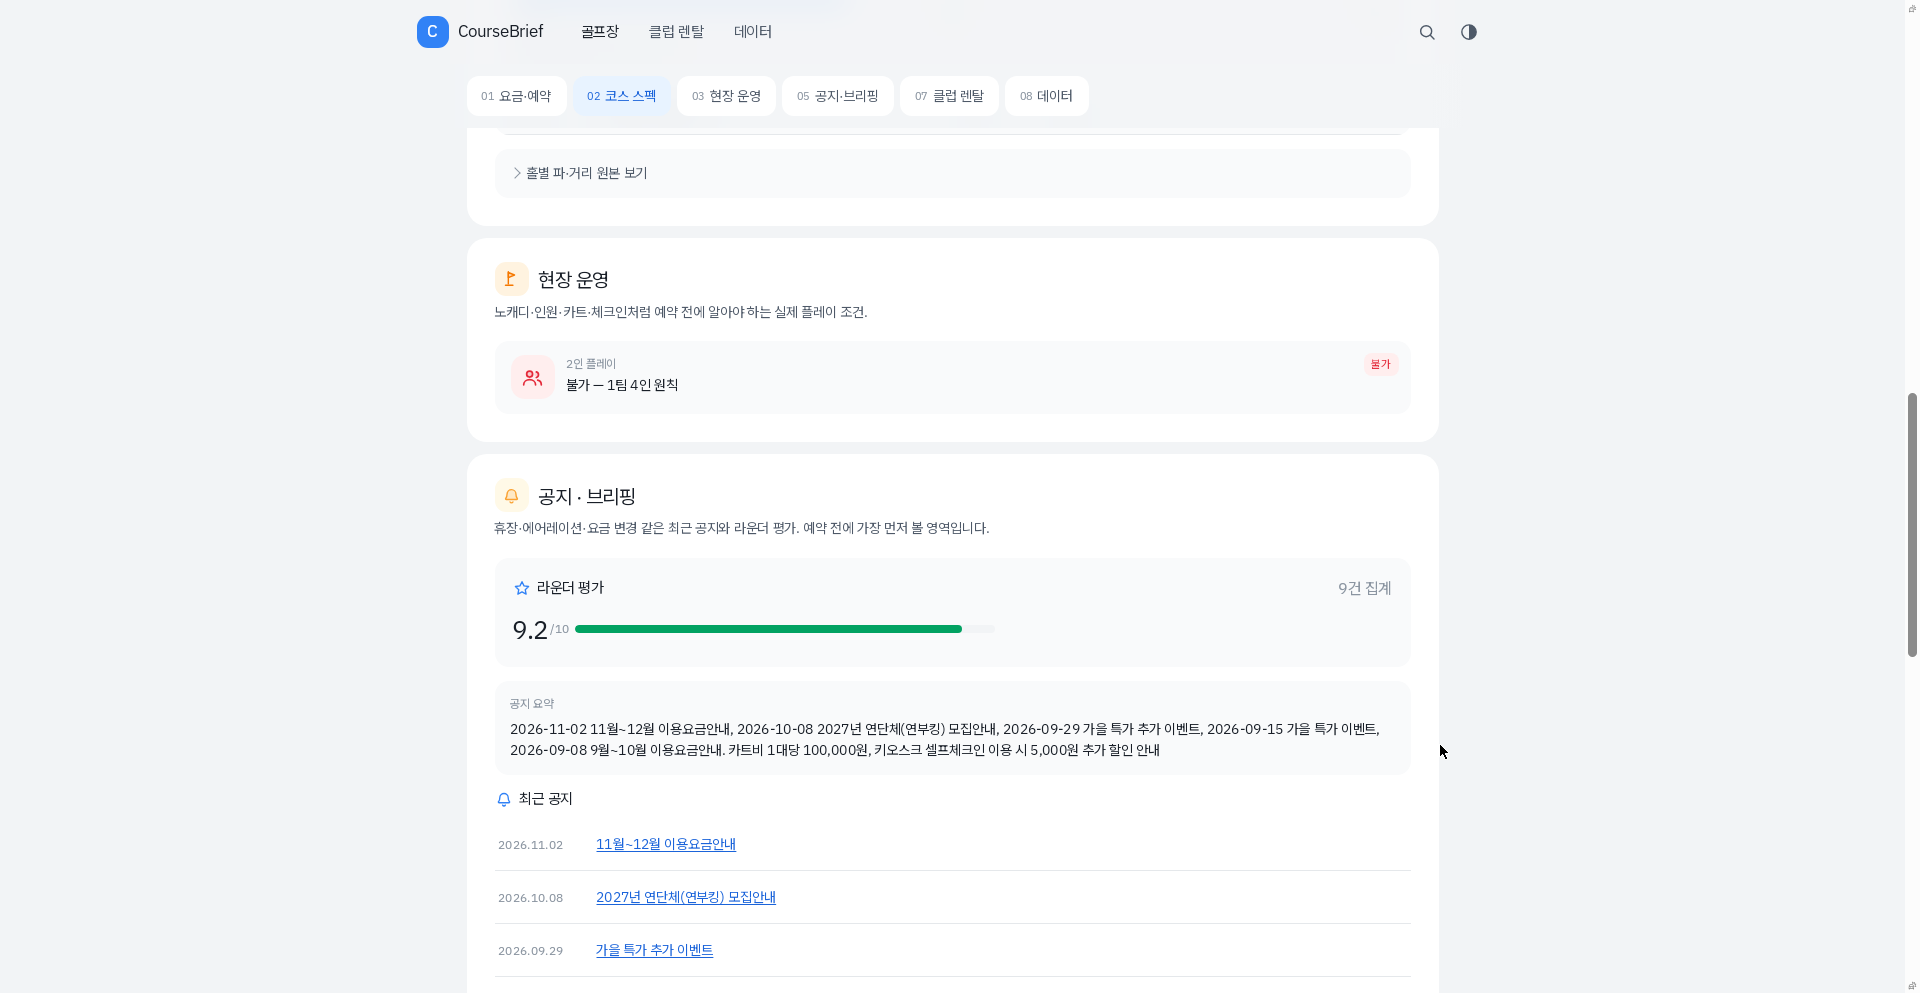 C CourseBrief 골프장 클럽 렌탈 데이터
01 요금·예약 02 코스 스펙 03 현장 운영 05 공지·브리핑 07 클럽 렌탈 08 데이터
홀별 파·거리 원본 보기
현장 운영
노캐디·인원·카트·체크인처럼 예약 전에 알아야 하는 실제 플레이 조건.
2인 플레이
불가
불가 — 1팀 4인 원칙
공지 · 브리핑
휴장·에어레이션·요금 변경 같은 최근 공지와 라운더 평가. 예약 전에 가장 먼저 볼 영역입니다.
라운더 평가 9건 집계
9.2/10
공지 요약
2026-11-02 11월~12월 이용요금안내, 2026-10-08 2027년 연단체(연부킹) 모집안내, 2026-09-29 가을 특가 추가 이벤트, 2026-09-15 가을 특가 이벤트,
2026-09-08 9월~10월 이용요금안내. 카트비 1대당 100,000원, 키오스크 셀프체크인 이용 시 5,000원 추가 할인 안내
최근 공지
2026.11.02 11월~12월 이용요금안내
2026.10.08 2027년 연단체(연부킹) 모집안내
2026.09.29 가을 특가 추가 이벤트